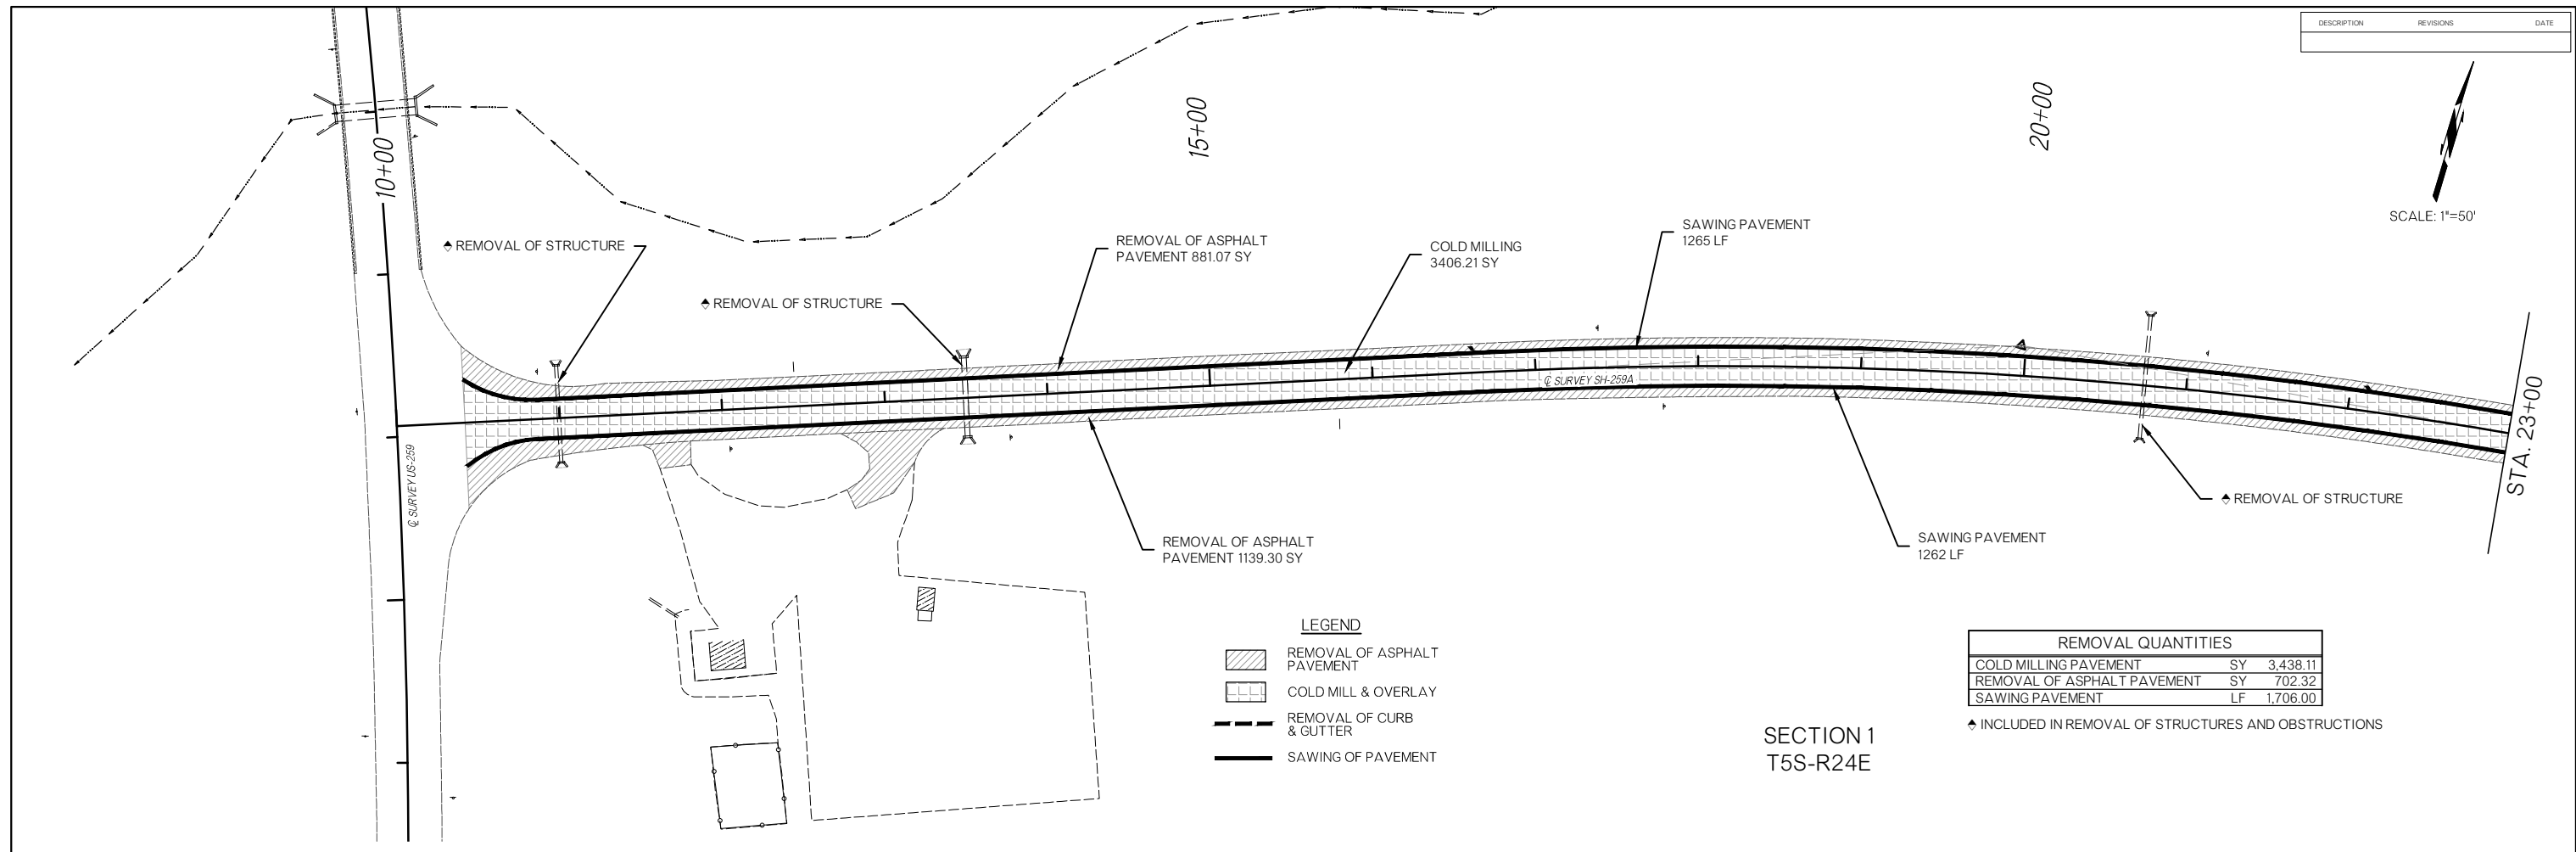 DESCRIPTION REVISIONS DATE
10+00
15+00
20+00
SCALE: 1"=50'
REMOVAL OF STRUCTURE
REMOVAL OF STRUCTURE
REMOVAL OF ASPHALT
PAVEMENT 881.07 SY
COLD MILLING
3406.21 SY
SAWING PAVEMENT
1265 LF
℄ SURVEY SH-259A
℄ SURVEY US-259
STA. 23+00
REMOVAL OF STRUCTURE
REMOVAL OF ASPHALT
PAVEMENT 1139.30 SY
SAWING PAVEMENT
1262 LF
LEGEND
REMOVAL OF ASPHALT
PAVEMENT
COLD MILL & OVERLAY
REMOVAL OF CURB
& GUTTER
SAWING OF PAVEMENT
SECTION 1
T5S-R24E
REMOVAL QUANTITIES
COLD MILLING PAVEMENT SY 3,438.11
REMOVAL OF ASPHALT PAVEMENT SY 702.32
SAWING PAVEMENT LF 1,706.00
INCLUDED IN REMOVAL OF STRUCTURES AND OBSTRUCTIONS